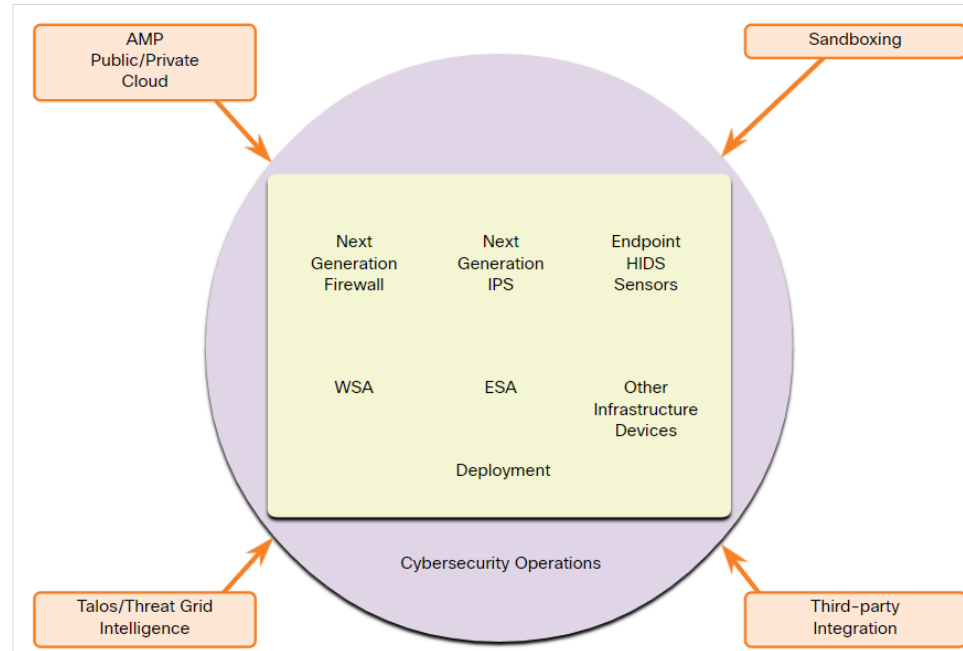 AMP
Public/Private
Cloud
Sandboxing
Next
Generation
Firewall
Next
Generation
IPS
Endpoint
HIDS
Sensors
WSA
ESA
Other
Infrastructure
Devices
Deployment
Cybersecurity Operations
Talos/Threat Grid
Intelligence
Third-party
Integration